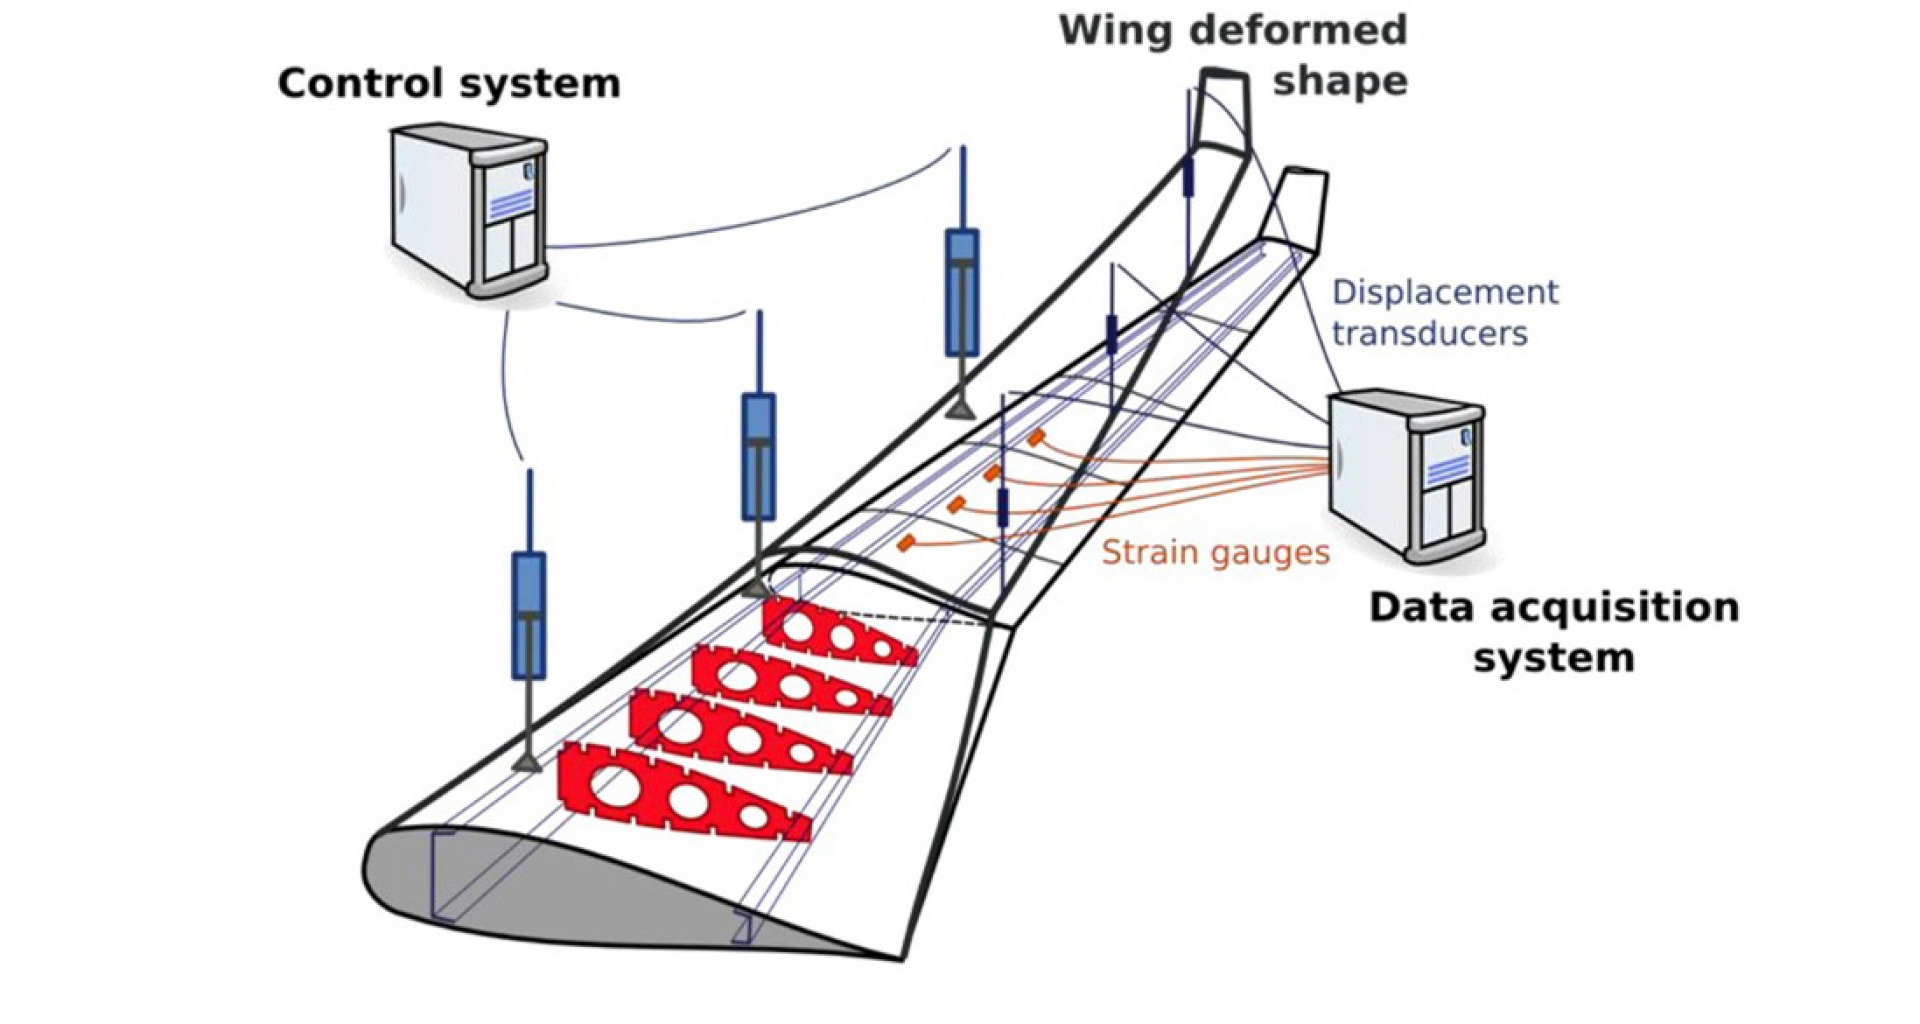 Wing deformed
shape
Control system
Displacement
transducers
Strain gauges
Data acquisition
system